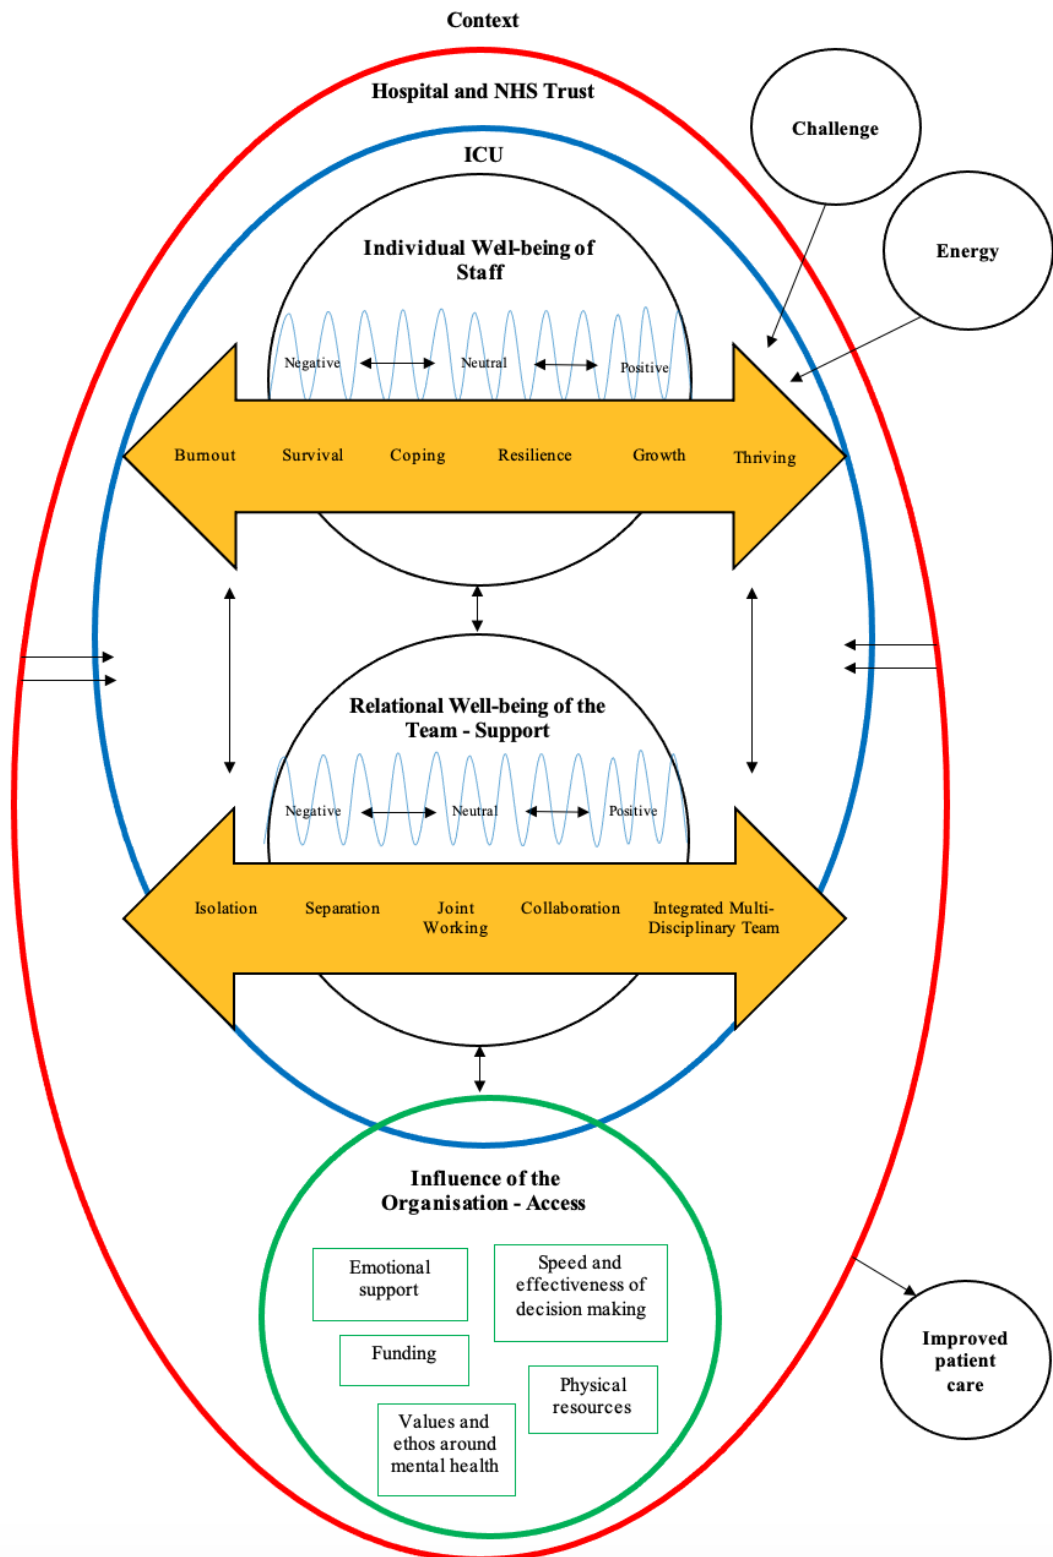 Context
Hospital and NHS Trust
ICU
Challenge
Energy
Individual Well-being of
Staff
Negative
Neutral
Positive
Burnout
Survival
Coping
Resilience
Growth
Thriving
Relational Well-being of the
Team - Support
Negative
Neutral
Positive
Isolation
Separation
Joint
Working
Collaboration
Integrated Multi-
Disciplinary Team
Influence of the
Organisation - Access
Emotional
support
Speed and
effectiveness of
decision making
Funding
Physical
resources
Values and
ethos around
mental health
Improved
patient
care